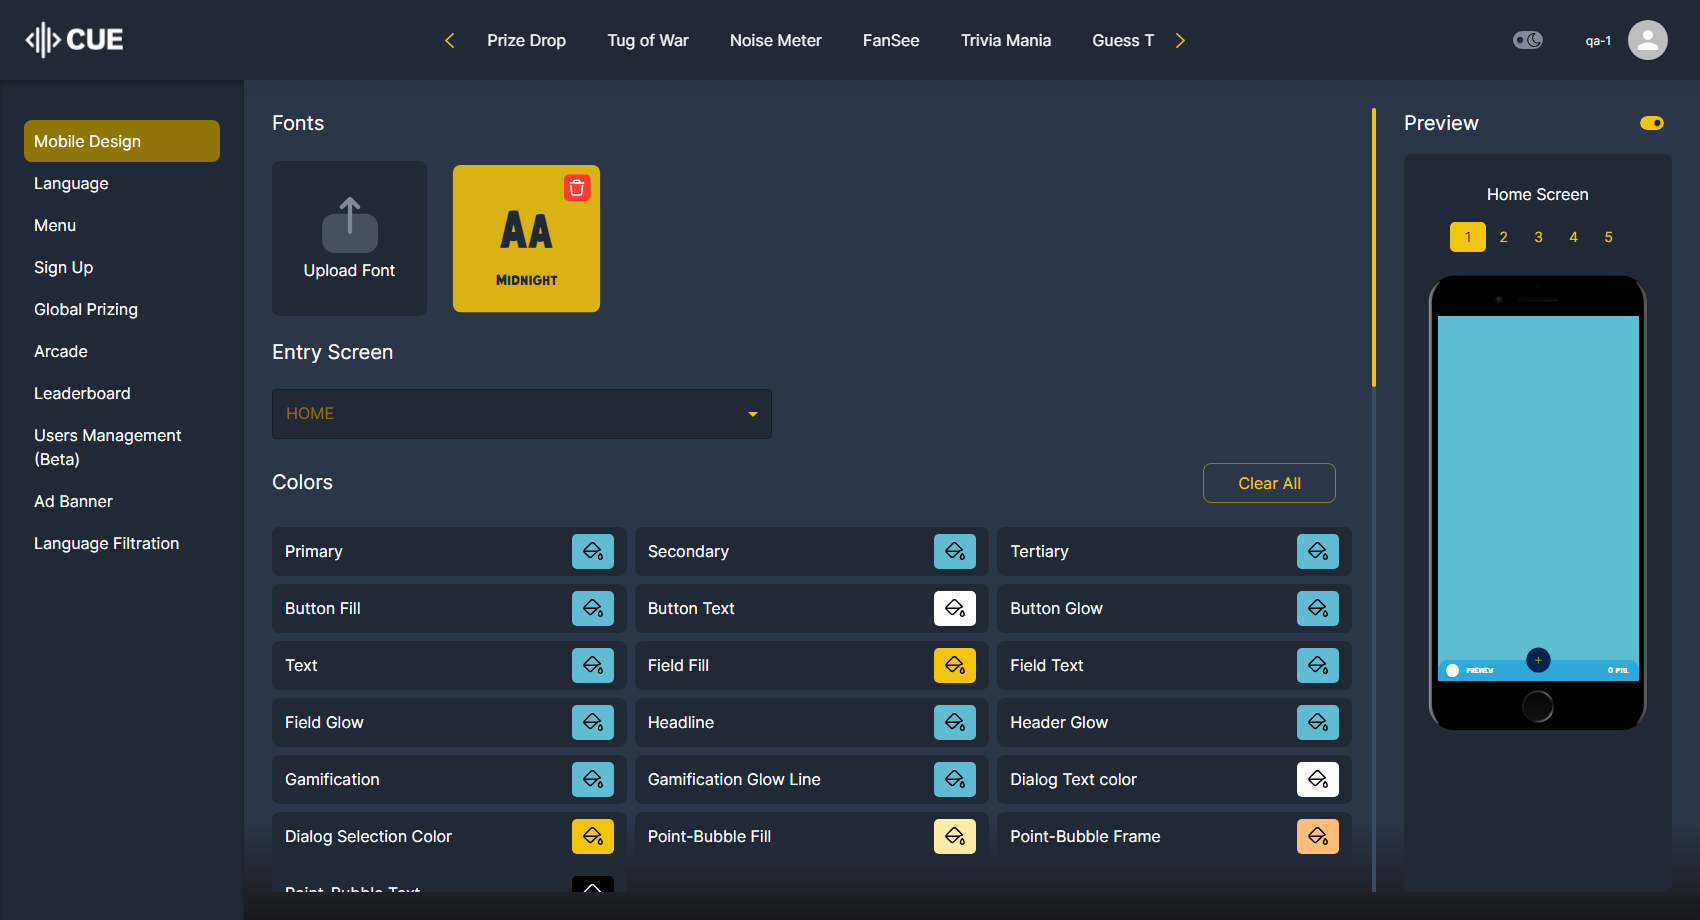 CUE
Prize Drop Tug of War Noise Meter FanSee Trivia Mania Guess T
qa-1
Mobile Design
Language
Menu
Sign Up
Global Prizing
Arcade
Leaderboard
Users Management
(Beta)
Ad Banner
Language Filtration
Fonts
Upload Font
AA
MIDNIGHT
Entry Screen
HOME
Colors
Clear All
Primary Secondary Tertiary
Button Fill Button Text Button Glow
Text Field Fill Field Text
Field Glow Headline Header Glow
Gamification Gamification Glow Line Dialog Text color
Dialog Selection Color Point-Bubble Fill Point-Bubble Frame
Point-Bubble Text
Preview
Home Screen
1 2 3 4 5
+
PREVIEW 0 PTS.